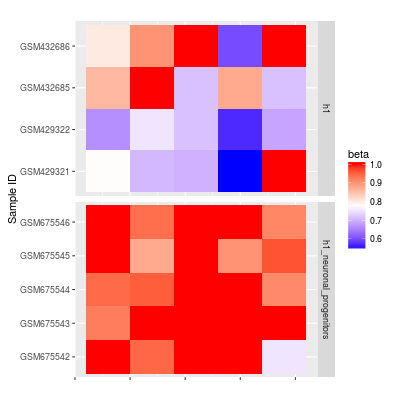 GSM432686
GSM432685
GSM429322
GSM429321
h1
GSM675546
GSM675545
GSM675544
GSM675543
GSM675542
h1_neuronal_progenitors
Sample ID
beta
1.0
0.9
0.8
0.7
0.6